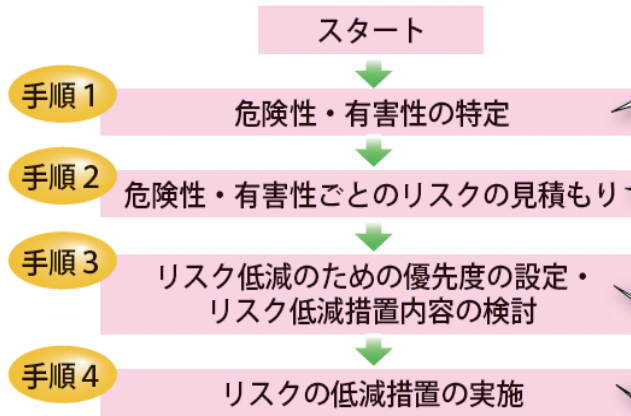 スタート
手順1
危険性・有害性の特定
手順2
危険性・有害性ごとのリスクの見積もり
手順3
リスク低減のための優先度の設定・
リスク低減措置内容の検討
手順4
リスクの低減措置の実施